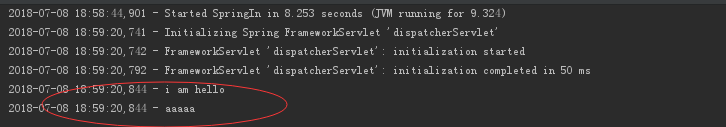 2018-07-08 18:58:44,901 - Started SpringIn in 8.253 seconds (JVM running for 9.324)
2018-07-08 18:59:20,741 - Initializing Spring FrameworkServlet 'dispatcherServlet'
2018-07-08 18:59:20,742 - FrameworkServlet 'dispatcherServlet': initialization started
2018-07-08 18:59:20,792 - FrameworkServlet 'dispatcherServlet': initialization completed in 50 ms
2018-07-08 18:59:20,844 - i am hello
2018-07-08 18:59:20,844 - aaaaa